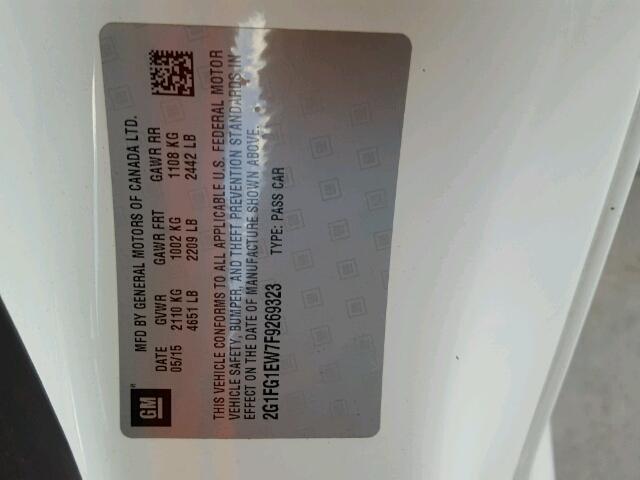 MFD BY GENERAL MOTORS OF CANADA LTD.
DATE GVWR GAWR FRT GAWR RR
05/15 2110 KG 1002 KG 1108 KG
4651 LB 2209 LB 2442 LB
GM
THIS VEHICLE CONFORMS TO ALL APPLICABLE U.S. FEDERAL MOTOR
VEHICLE SAFETY, BUMPER, AND THEFT PREVENTION STANDARDS IN
EFFECT ON THE DATE OF MANUFACTURE SHOWN ABOVE.
2G1FG1EW7F9269323 TYPE: PASS CAR